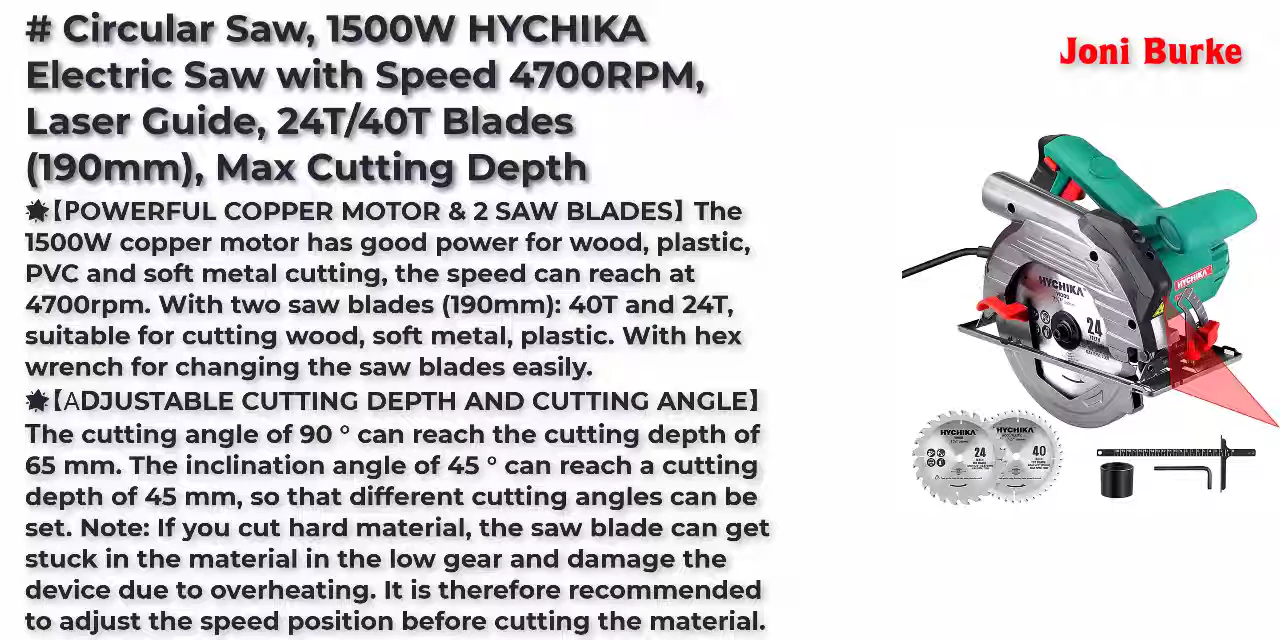 # Circular Saw, 1500W HYCHIKA
Electric Saw with Speed 4700RPM,
Laser Guide, 24T/40T Blades
(190mm), Max Cutting Depth
✷【POWERFUL COPPER MOTOR & 2 SAW BLADES】The
1500W copper motor has good power for wood, plastic,
PVC and soft metal cutting, the speed can reach at
4700rpm. With two saw blades (190mm): 40T and 24T,
suitable for cutting wood, soft metal, plastic. With hex
wrench for changing the saw blades easily.
✷【ADJUSTABLE CUTTING DEPTH AND CUTTING ANGLE】
The cutting angle of 90 ° can reach the cutting depth of
65 mm. The inclination angle of 45 ° can reach a cutting
depth of 45 mm, so that different cutting angles can be
set. Note: If you cut hard material, the saw blade can get
stuck in the material in the low gear and damage the
device due to overheating. It is therefore recommended
to adjust the speed position before cutting the material.
Joni Burke
HYCHIKA
HYCHIKA
24
HYCHIKA
24
HYCHIKA
40